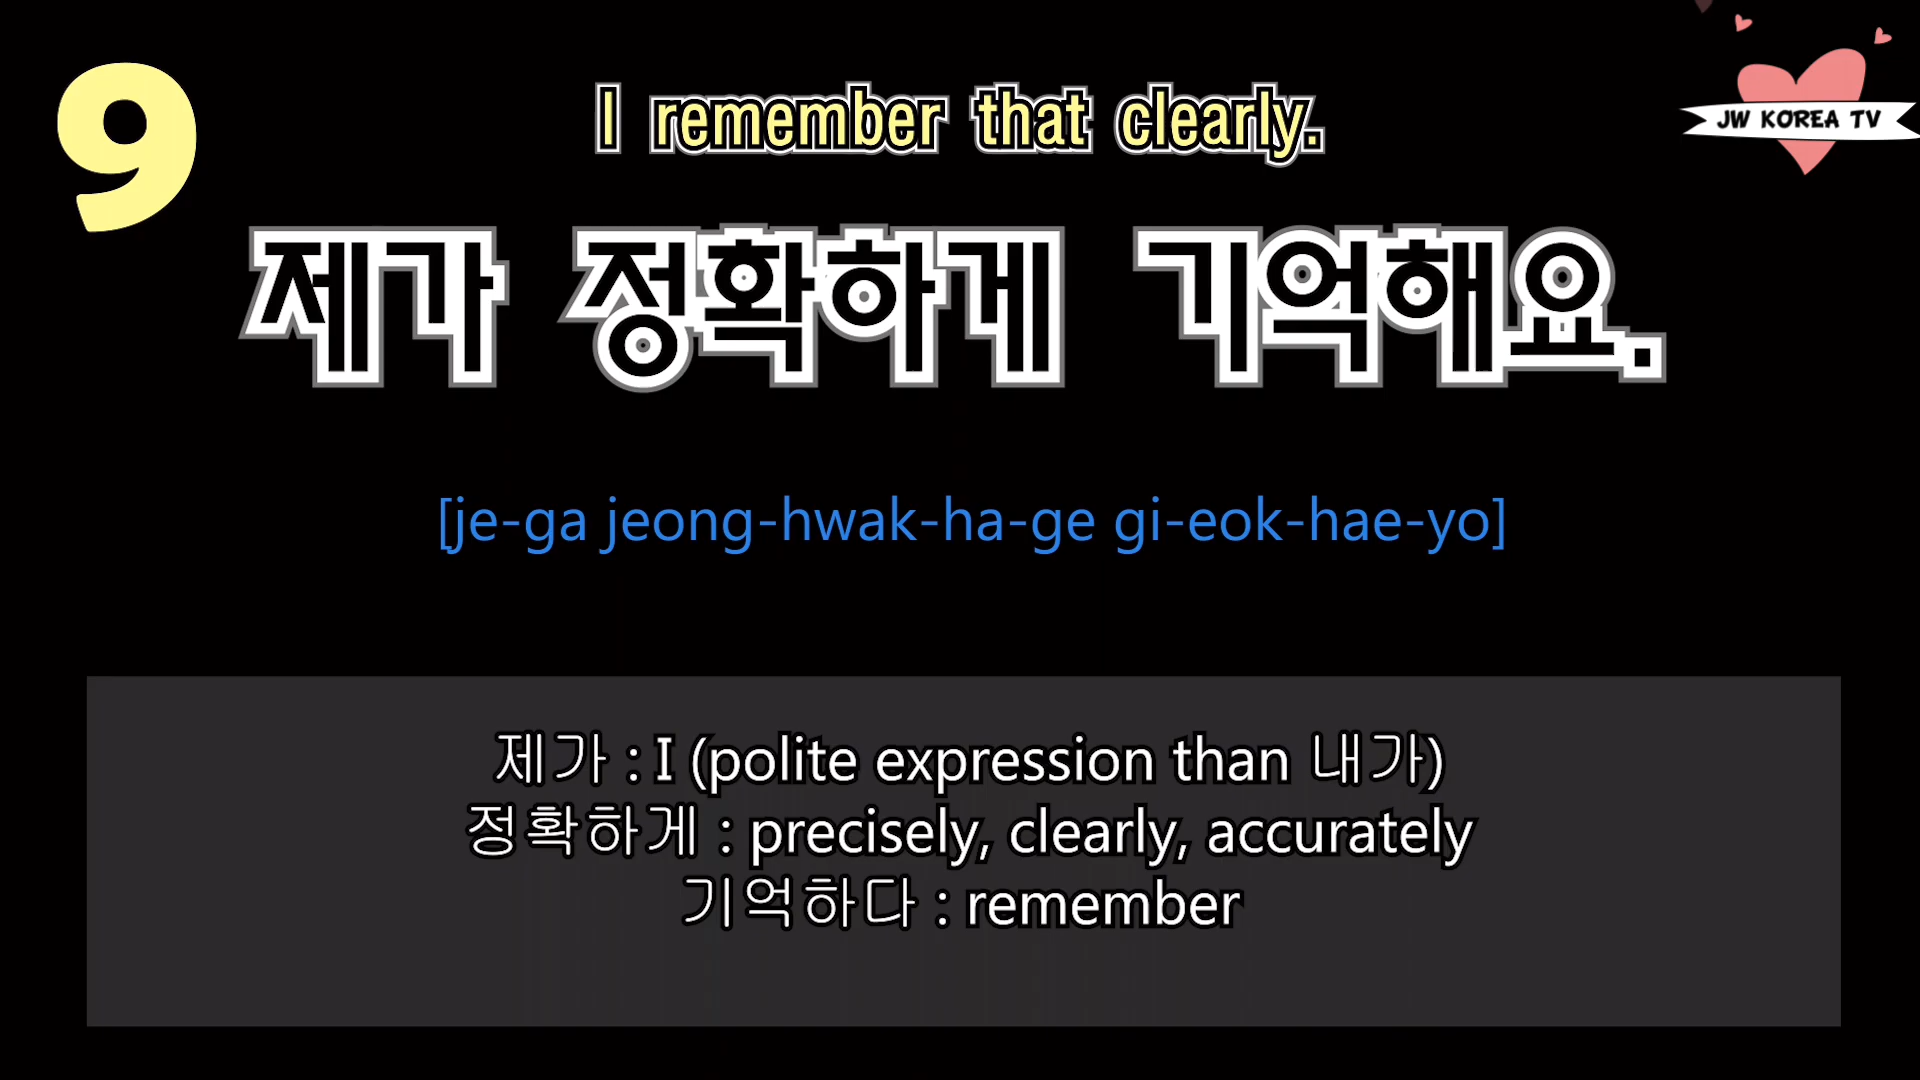 9
I remember that clearly.
JW KOREA TV
제가 정확하게 기억해요.
[je-ga jeong-hwak-ha-ge gi-eok-hae-yo]
제가 : I (polite expression than 내가)
정확하게 : precisely, clearly, accurately
기억하다 : remember